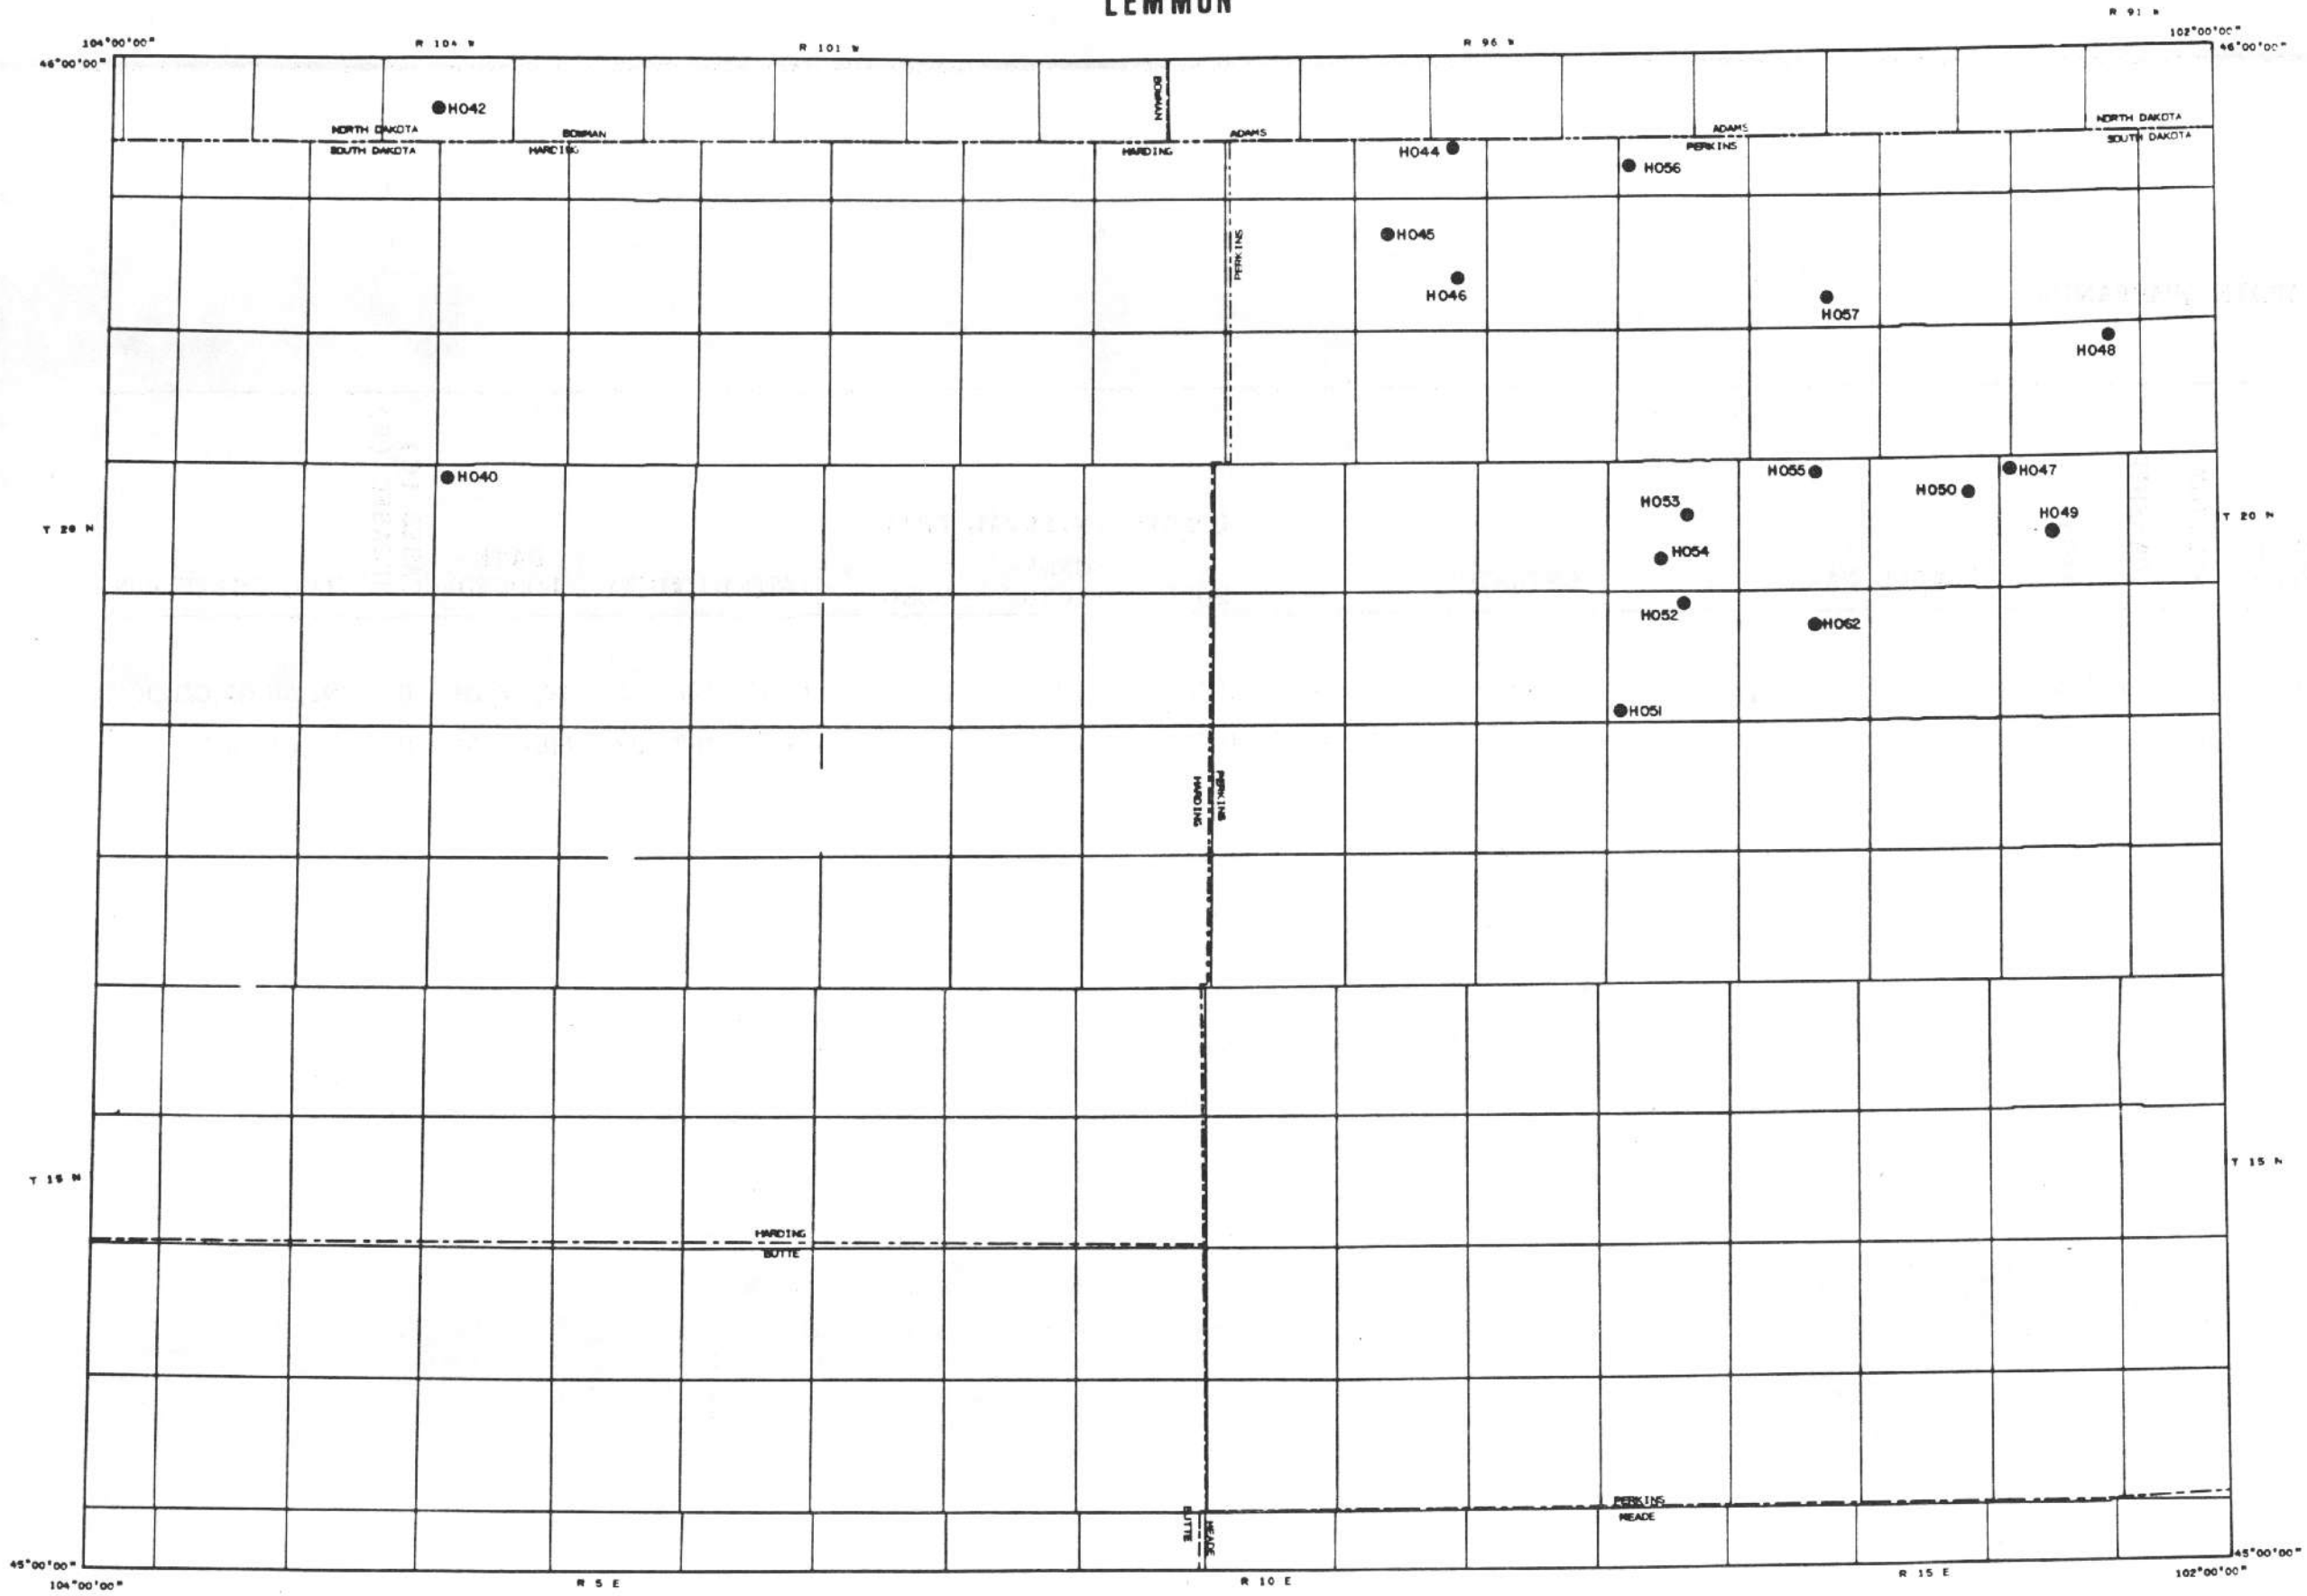 LEMMON
R 91 W
104°00'00"
R 104 W
R 101 W
R 96 W
102°00'00"
46°00'00"
46°00'00"
BOWMAN
H042
NORTH DAKOTA
BOWMAN
ADAMS
ADAMS
NORTH DAKOTA
SOUTH DAKOTA
HARDING
HARDING
PERKINS
SOUTH DAKOTA
H044
H056
PERKINS
H045
H046
H057
H048
H040
H055
H047
H050
H053
H049
T 20 N
T 20 N
H054
H052
H062
H051
HARDING
PERKINS
T 15 N
T 15 N
HARDING
BUTTE
PERKINS
MEADE
BUTTE
MEADE
45°00'00"
45°00'00"
104°00'00"
R 5 E
R 10 E
R 15 E
102°00'00"